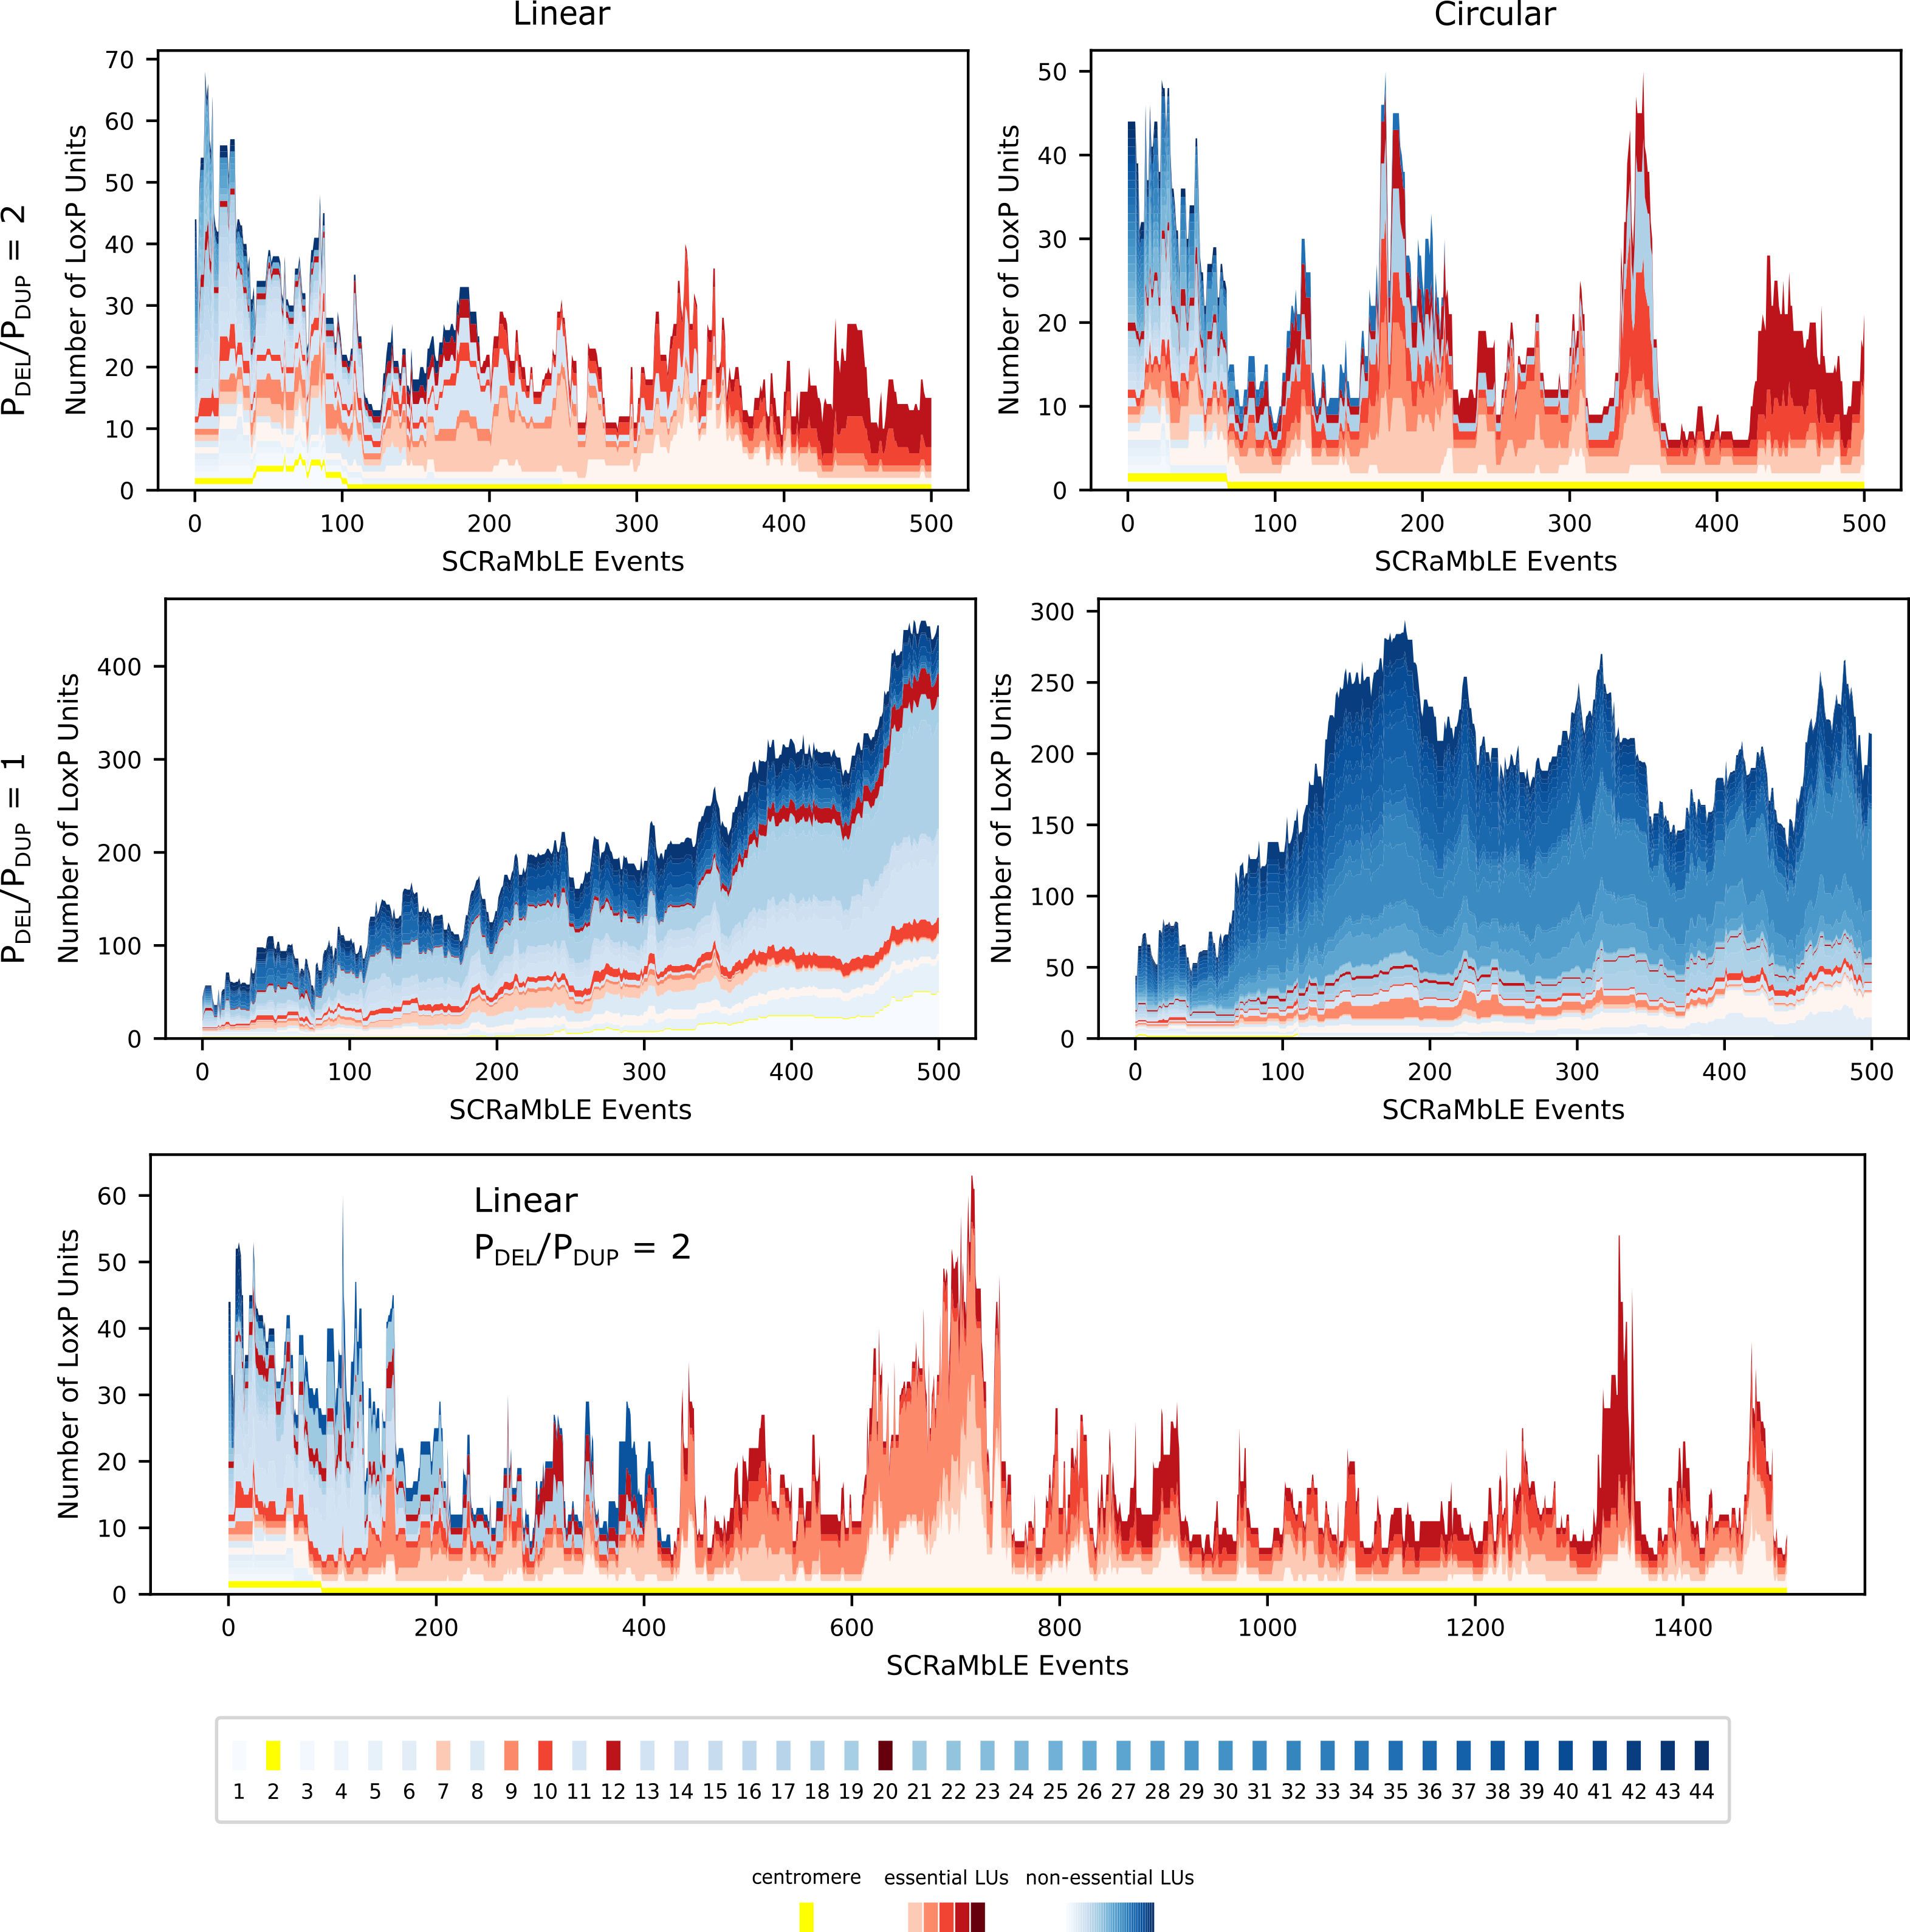 Linear
Circular
P_DEL/P_DUP = 2
Number of LoxP Units
70
60
50
40
30
20
10
0
0 100 200 300 400 500
SCRaMbLE Events
Number of LoxP Units
50
40
30
20
10
0
0 100 200 300 400 500
SCRaMbLE Events
P_DEL/P_DUP = 1
Number of LoxP Units
400
300
200
100
0
0 100 200 300 400 500
SCRaMbLE Events
Number of LoxP Units
300
250
200
150
100
50
0
0 100 200 300 400 500
SCRaMbLE Events
Linear
P_DEL/P_DUP = 2
Number of LoxP Units
60
50
40
30
20
10
0
0 200 400 600 800 1000 1200 1400
SCRaMbLE Events
1 2 3 4 5 6 7 8 9 10 11 12 13 14 15 16 17 18 19 20 21 22 23 24 25 26 27 28 29 30 31 32 33 34 35 36 37 38 39 40 41 42 43 44
centromere essential LUs non-essential LUs